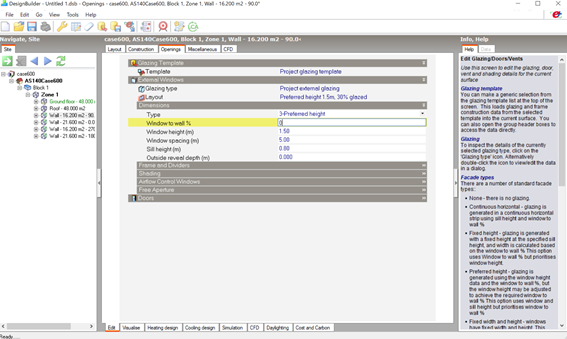 DesignBuilder - Untitled 1.dsb - Openings - case600, AS140Case600, Block 1, Zone 1, Wall - 16.200 m2 - 90.0°
File Edit Go View Tools Help
Navigate, Site
case600, AS140Case600, Block 1, Zone 1, Wall - 16.200 m2 - 90.0°
Info, Help
Site
Layout Construction Openings Miscellaneous CFD
Help Data
case600
AS140Case600
Block 1
Zone 1
Ground floor - 48.000
Roof - 48.000 m2
Wall - 16.200 m2 - 90.
Wall - 21.600 m2 - 0.0
Wall - 16.200 m2 - 270
Wall - 21.600 m2 - 180
Glazing Template
Template Project glazing template
External Windows
Glazing type Project external glazing
Layout Preferred height 1.5m, 30% glazed
Dimensions
Type 3-Preferred height
Window to wall % 0
Window height (m) 1.50
Window spacing (m) 5.00
Sill height (m) 0.80
Outside reveal depth (m) 0.000
Frame and Dividers
Shading
Airflow Control Windows
Free Aperture
Doors
Edit Glazing/Doors/Vents
Use this screen to edit the glazing, door,
vent and shading details for the current
surface
Glazing template
You can make a generic selection from
the glazing template list at the top of the
screen. This loads glazing and frame
construction data from the selected
template into the current surface. You
can also open the group header boxes to
access the data directly.
Glazing
To inspect the details of the currently
selected glazing type, click on the
'Glazing type' icon. Alternatively
double-click the icon to view/edit the data
in a dialog.
Facade types
There are a number of standard facade
types:
• None - there is no glazing.
• Continuous horizontal - glazing is
generated in a continuous horizontal
strip using sill height and window to
wall %
• Fixed height - glazing is generated
with a fixed height at the specified sill
height, and width is calculated based
on the window to wall % This option
uses Window to wall % but prioritises
window height.
• Preferred height - glazing is
generated using the window height
data and the window to wall %, but
the window height may be adjusted
to achieve the required window to
wall % This option uses window and
sill height but prioritises window to
wall %
• Fixed width and height - windows
have fixed width and height. This
Edit Visualise Heating design Cooling design Simulation CFD Daylighting Cost and Carbon
Ready.....